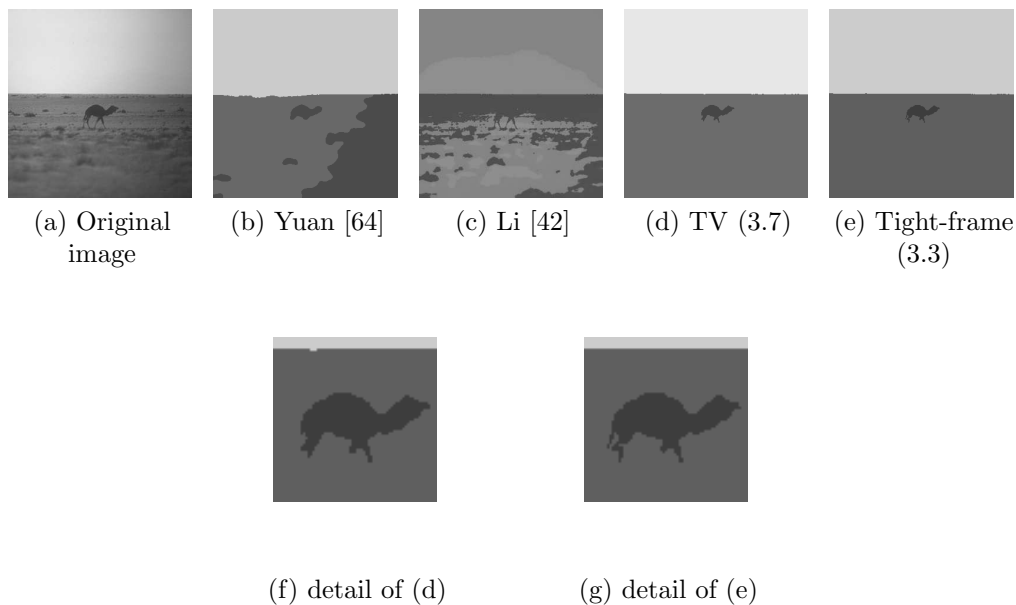 (a) Original
image
(b) Yuan [64]
(c) Li [42]
(d) TV (3.7)
(e) Tight-frame
(3.3)
(f) detail of (d)
(g) detail of (e)